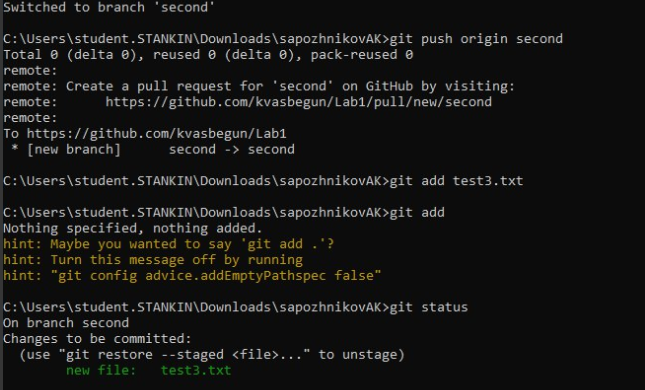 Switched to branch 'second'
C:\Users\student.STANKIN\Downloads\sapozhnikovAK>git push origin second
Total 0 (delta 0), reused 0 (delta 0), pack-reused 0
remote:
remote: Create a pull request for 'second' on GitHub by visiting:
remote:      https://github.com/kvasbegun/Lab1/pull/new/second
remote:
To https://github.com/kvasbegun/Lab1
 * [new branch]      second -> second
C:\Users\student.STANKIN\Downloads\sapozhnikovAK>git add test3.txt
C:\Users\student.STANKIN\Downloads\sapozhnikovAK>git add
Nothing specified, nothing added.
hint: Maybe you wanted to say 'git add .'?
hint: Turn this message off by running
hint: "git config advice.addEmptyPathspec false"
C:\Users\student.STANKIN\Downloads\sapozhnikovAK>git status
On branch second
Changes to be committed:
  (use "git restore --staged <file>..." to unstage)
        new file:   test3.txt